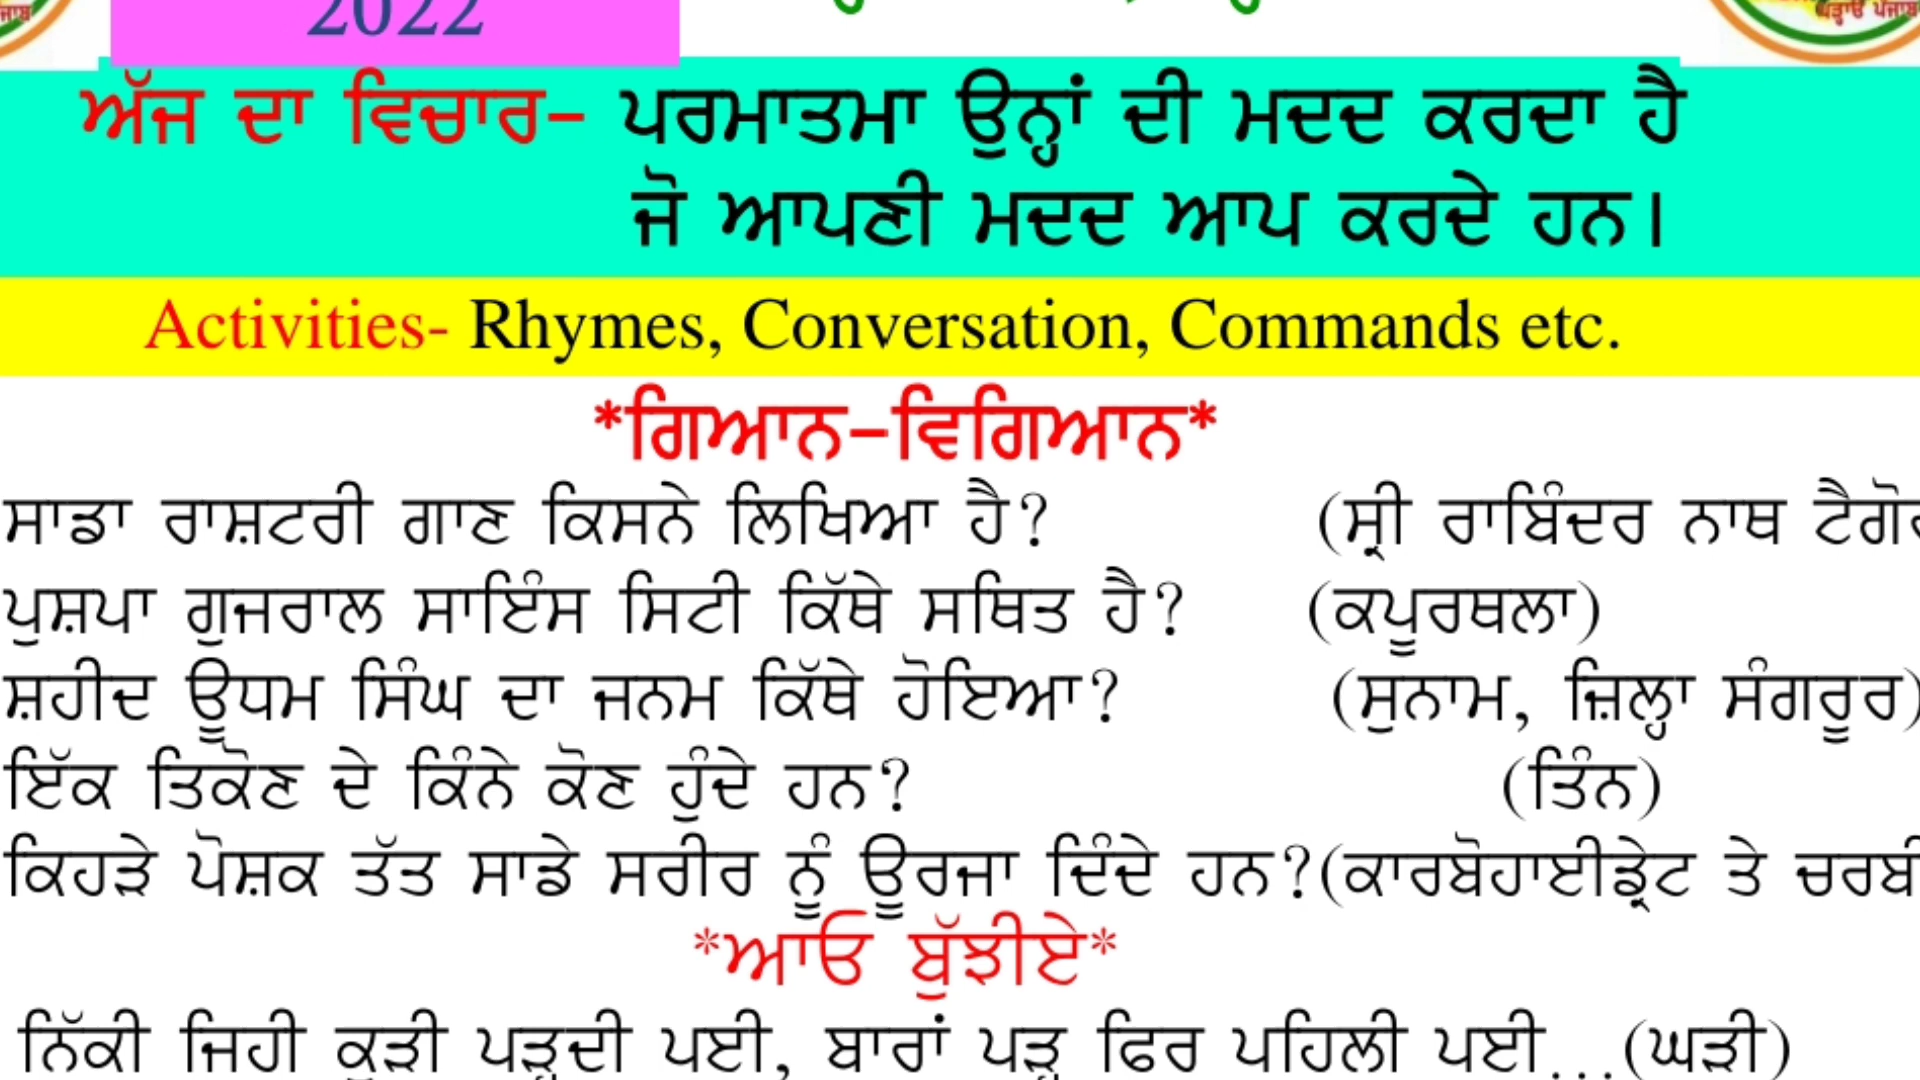 2022
ਪੜ੍ਹਾਓ ਪੰਜਾਬ
ਅੱਜ ਦਾ ਵਿਚਾਰ- ਪਰਮਾਤਮਾ ਉਨ੍ਹਾਂ ਦੀ ਮਦਦ ਕਰਦਾ ਹੈ
ਜੋ ਆਪਣੀ ਮਦਦ ਆਪ ਕਰਦੇ ਹਨ।
Activities- Rhymes, Conversation, Commands etc.
*ਗਿਆਨ-ਵਿਗਿਆਨ*
ਸਾਡਾ ਰਾਸ਼ਟਰੀ ਗਾਣ ਕਿਸਨੇ ਲਿਖਿਆ ਹੈ? (ਸ੍ਰੀ ਰਾਬਿੰਦਰ ਨਾਥ ਟੈਗੋਰ
ਪੁਸ਼ਪਾ ਗੁਜਰਾਲ ਸਾਇੰਸ ਸਿਟੀ ਕਿੱਥੇ ਸਥਿਤ ਹੈ? (ਕਪੂਰਥਲਾ)
ਸ਼ਹੀਦ ਊਧਮ ਸਿੰਘ ਦਾ ਜਨਮ ਕਿੱਥੇ ਹੋਇਆ? (ਸੁਨਾਮ, ਜ਼ਿਲ੍ਹਾ ਸੰਗਰੂਰ)
ਇੱਕ ਤਿਕੋਣ ਦੇ ਕਿੰਨੇ ਕੋਣ ਹੁੰਦੇ ਹਨ? (ਤਿੰਨ)
ਕਿਹੜੇ ਪੋਸ਼ਕ ਤੱਤ ਸਾਡੇ ਸਰੀਰ ਨੂੰ ਊਰਜਾ ਦਿੰਦੇ ਹਨ?(ਕਾਰਬੋਹਾਈਡ੍ਰੇਟ ਤੇ ਚਰਬੀ
*ਆਓ ਬੁੱਝੀਏ*
ਨਿੱਕੀ ਜਿਹੀ ਕੁੜੀ ਪੜ੍ਹਦੀ ਪਈ, ਬਾਰਾਂ ਪੜ੍ਹ ਫਿਰ ਪਹਿਲੀ ਪਈ...(ਘੜੀ)